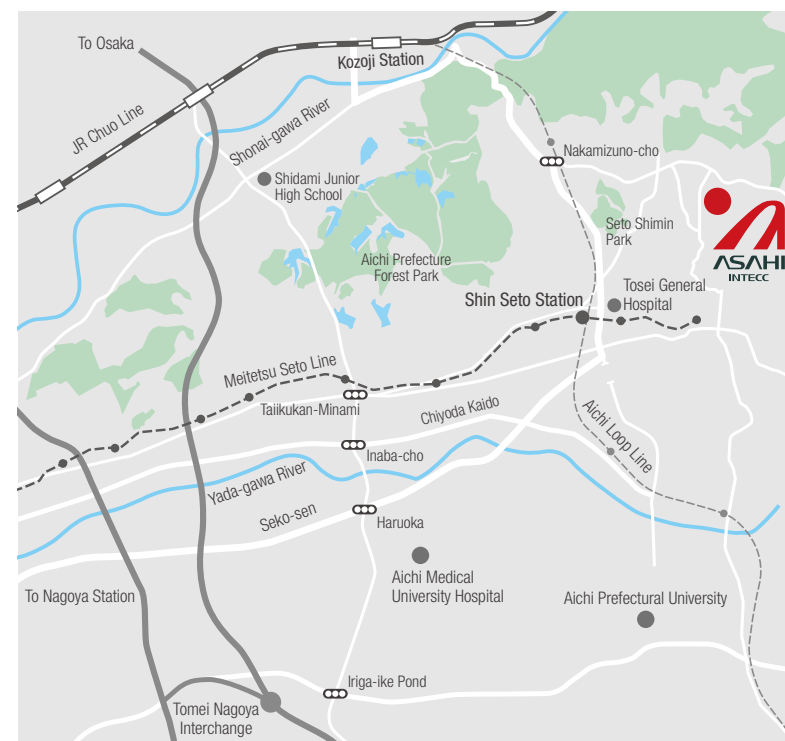 To Osaka
Kozoji Station
JR Chuo Line
Shonai-gawa River
Nakamizuno-cho
Shidami Junior
High School
Seto Shimin
Park
ASAHI
INTECC
Aichi Prefecture
Forest Park
Tosei General
Hospital
Shin Seto Station
Meitetsu Seto Line
Taiikukan-Minami
Chiyoda Kaido
Aichi Loop Line
Inaba-cho
Yada-gawa River
Seko-sen
Haruoka
Aichi Medical
University Hospital
To Nagoya Station
Aichi Prefectural University
Iriga-ike Pond
Tomei Nagoya
Interchange